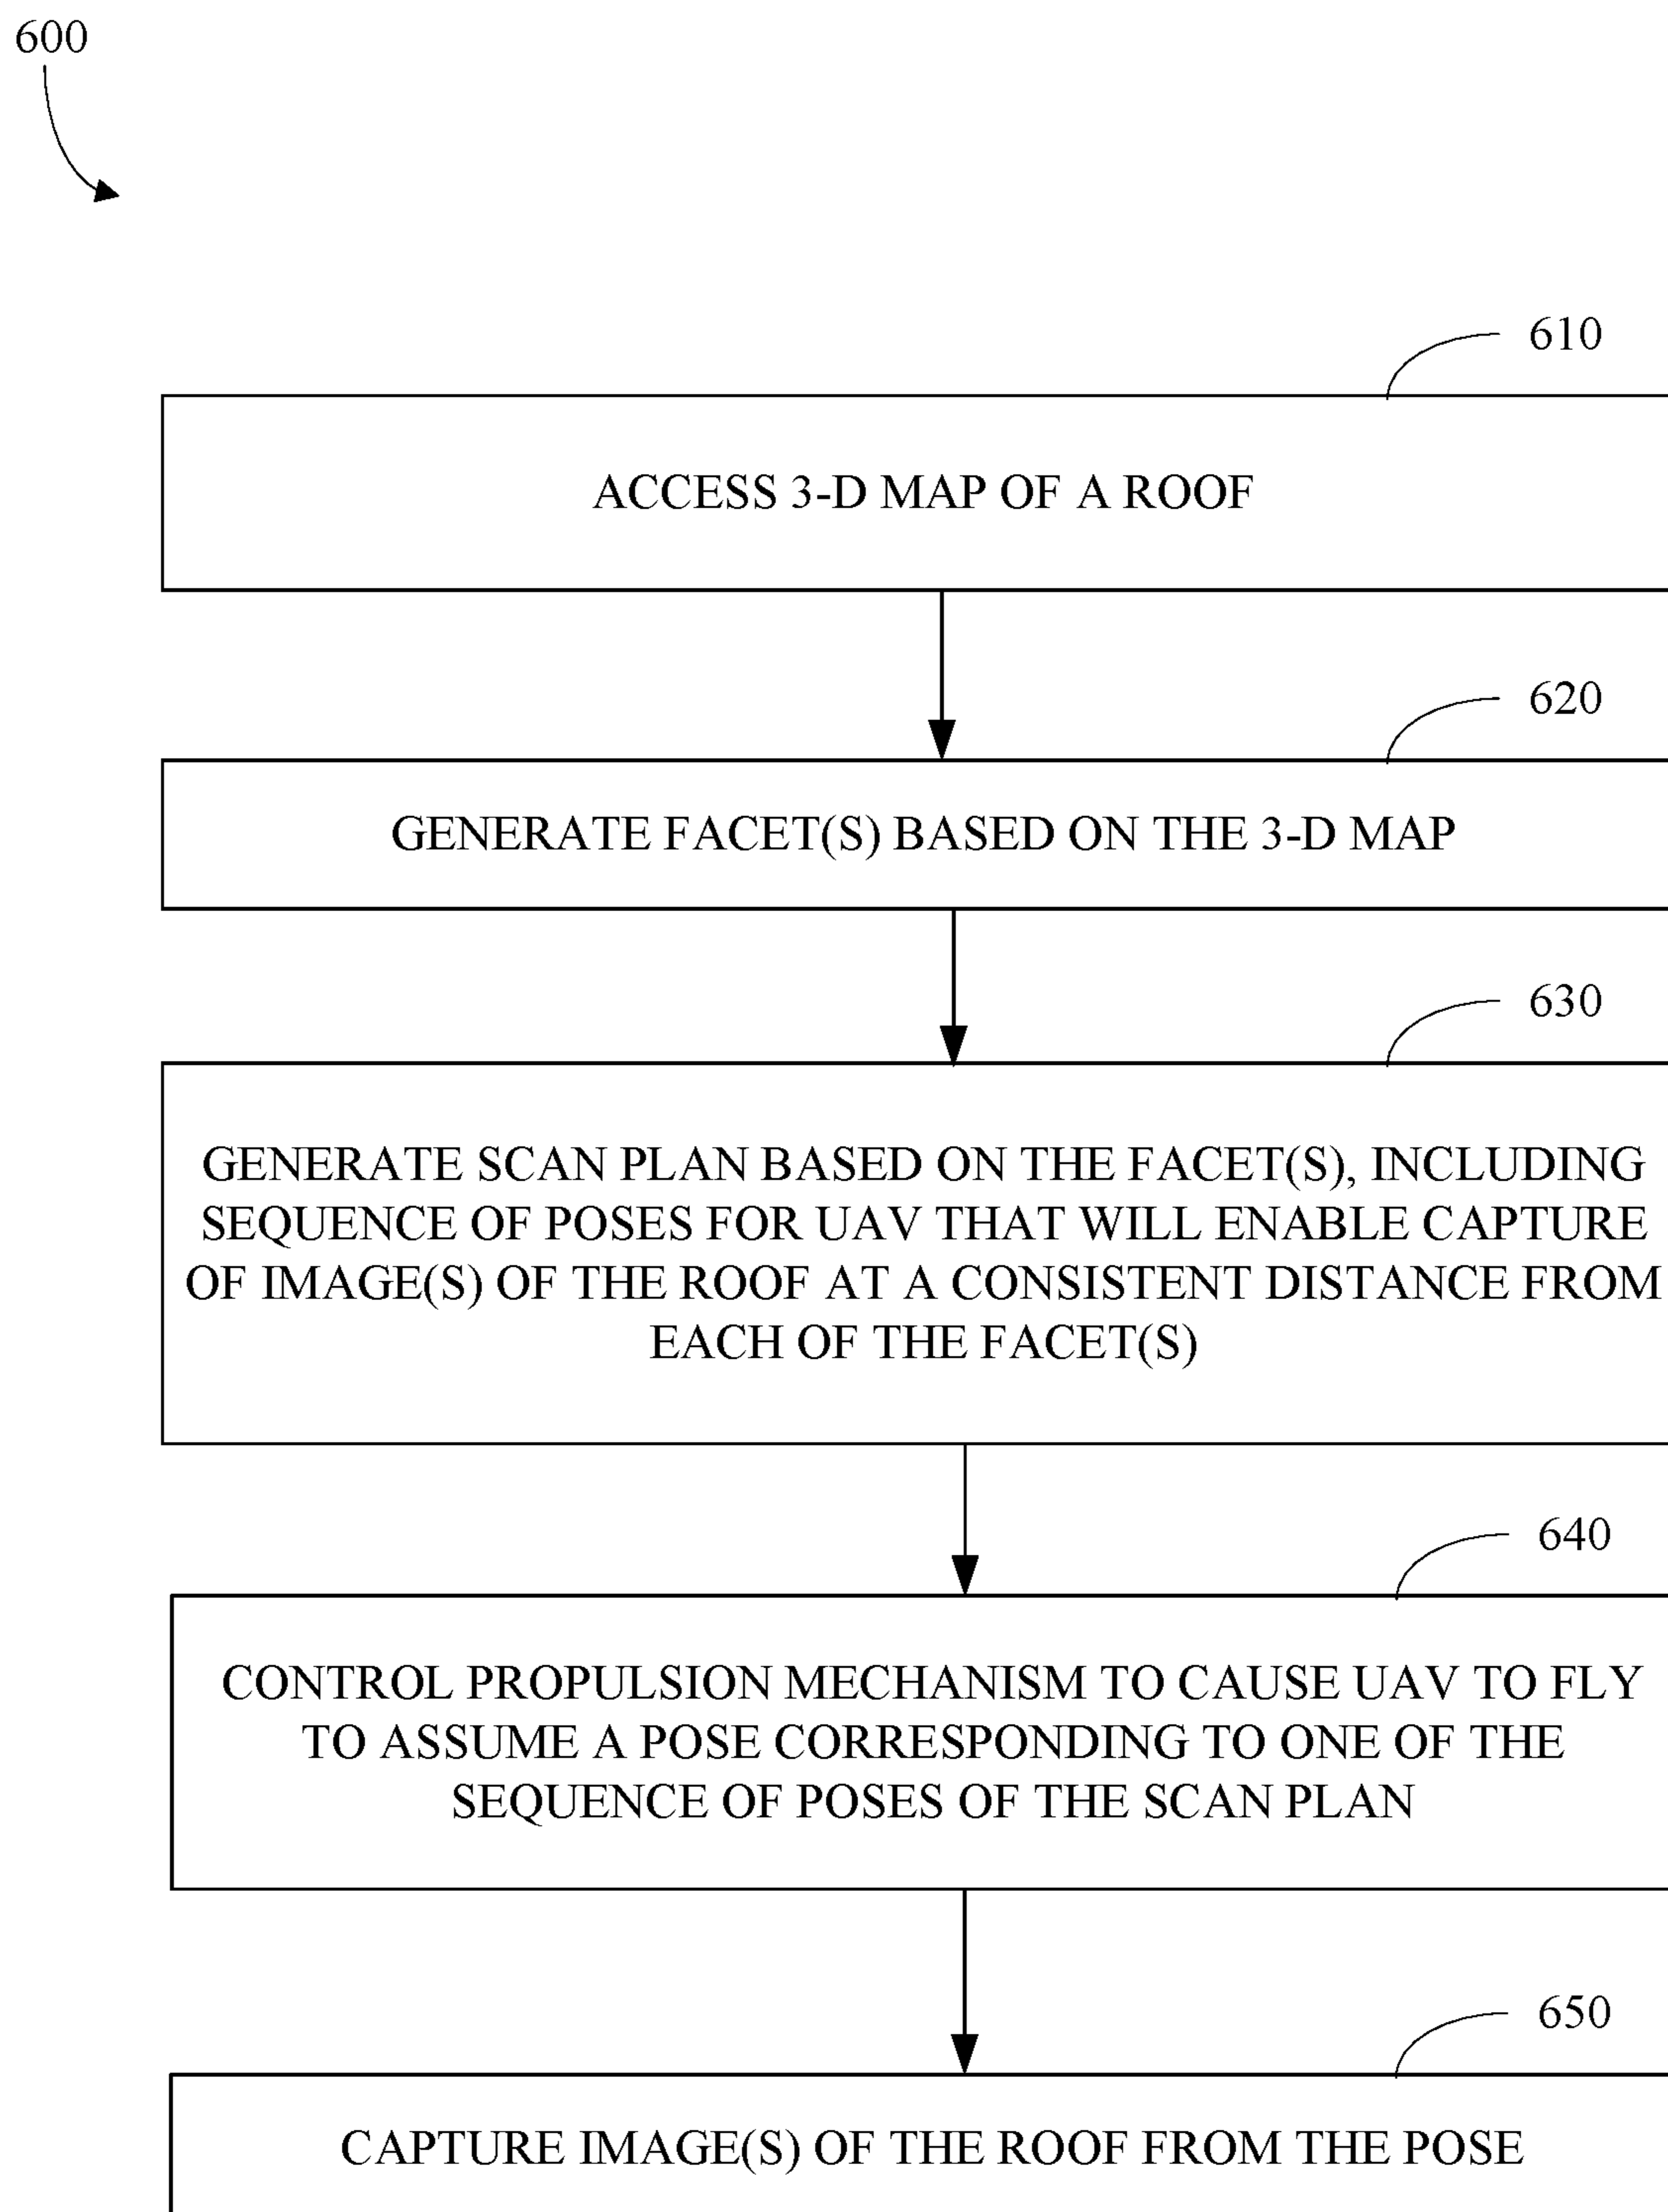 600
610
ACCESS 3-D MAP OF A ROOF
620
GENERATE FACET(S) BASED ON THE 3-D MAP
630
GENERATE SCAN PLAN BASED ON THE FACET(S), INCLUDING
SEQUENCE OF POSES FOR UAV THAT WILL ENABLE CAPTURE
OF IMAGE(S) OF THE ROOF AT A CONSISTENT DISTANCE FROM
EACH OF THE FACET(S)
640
CONTROL PROPULSION MECHANISM TO CAUSE UAV TO FLY
TO ASSUME A POSE CORRESPONDING TO ONE OF THE
SEQUENCE OF POSES OF THE SCAN PLAN
650
CAPTURE IMAGE(S) OF THE ROOF FROM THE POSE